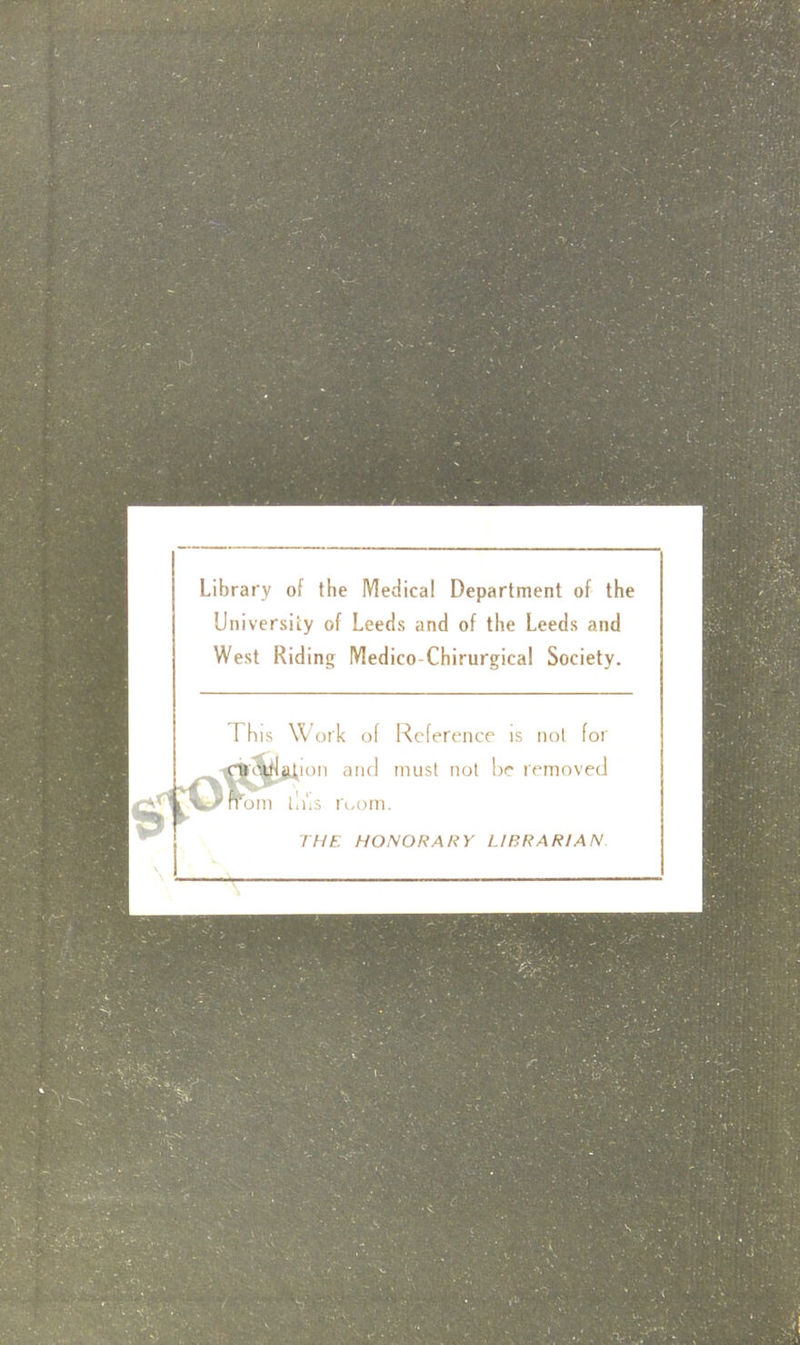 Library of the Medical Department of the
University of Leeds and of the Leeds and
West Riding Medico-Chirurgical Society.
This Work of Reference is not for
circulation and must not be removed
from this room.
THE HONORARY LIBRARIAN.
STORE